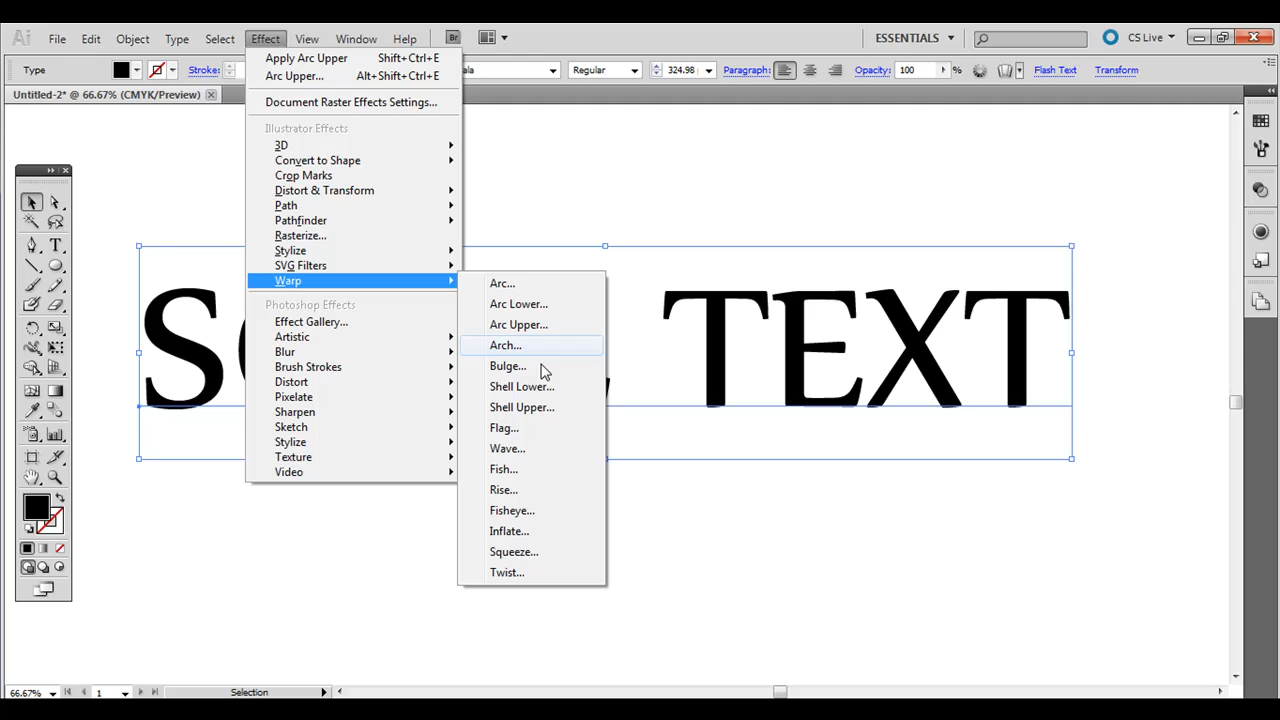 Ai File Edit Object Type Select Effect View Window Help Br ESSENTIALS CS Live
Type Stroke: ala Regular 324.98 Paragraph: Opacity: 100 % Flash Text Transform
Untitled-2* @ 66.67% (CMYK/Preview)
Apply Arc Upper Shift+Ctrl+E
Arc Upper... Alt+Shift+Ctrl+E
Document Raster Effects Settings...
Illustrator Effects
3D
Convert to Shape
Crop Marks
Distort & Transform
Path
Pathfinder
Rasterize...
Stylize
SVG Filters
Warp
Photoshop Effects
Effect Gallery...
Artistic
Blur
Brush Strokes
Distort
Pixelate
Sharpen
Sketch
Stylize
Texture
Video
Arc...
Arc Lower...
Arc Upper...
Arch...
Bulge...
Shell Lower...
Shell Upper...
Flag...
Wave...
Fish...
Rise...
Fisheye...
Inflate...
Squeeze...
Twist...
TEXT
66.67% 1 Selection